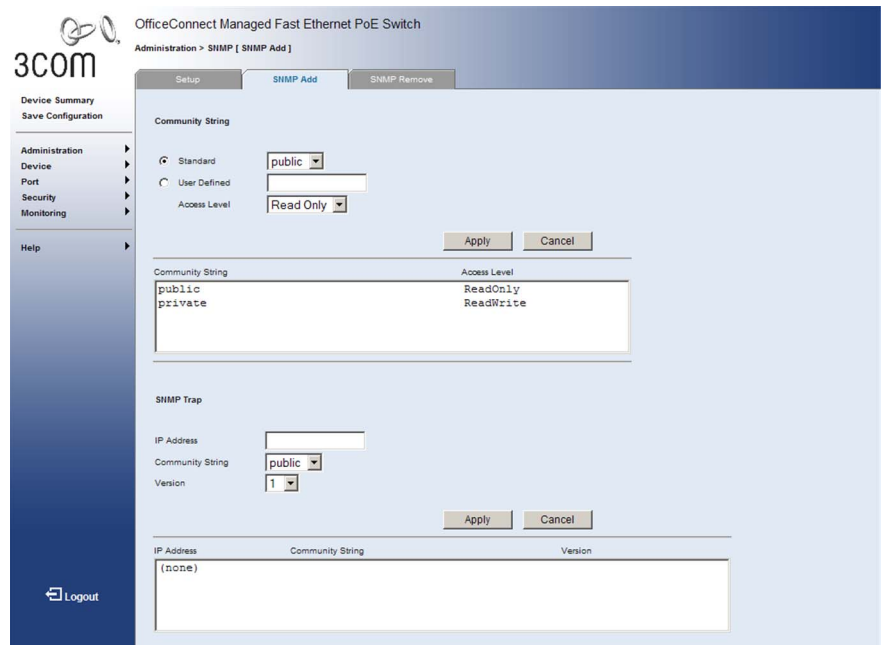 OfficeConnect Managed Fast Ethernet PoE Switch
Administration > SNMP [ SNMP Add ]
3COM
Setup
SNMP Add
SNMP Remove
Device Summary
Save Configuration
Administration
Device
Port
Security
Monitoring
Help
Logout
Community String
Standard public
User Defined
Access Level Read Only
Apply Cancel
Community String Access Level
public ReadOnly
private ReadWrite
SNMP Trap
IP Address
Community String public
Version 1
Apply Cancel
IP Address Community String Version
(none)